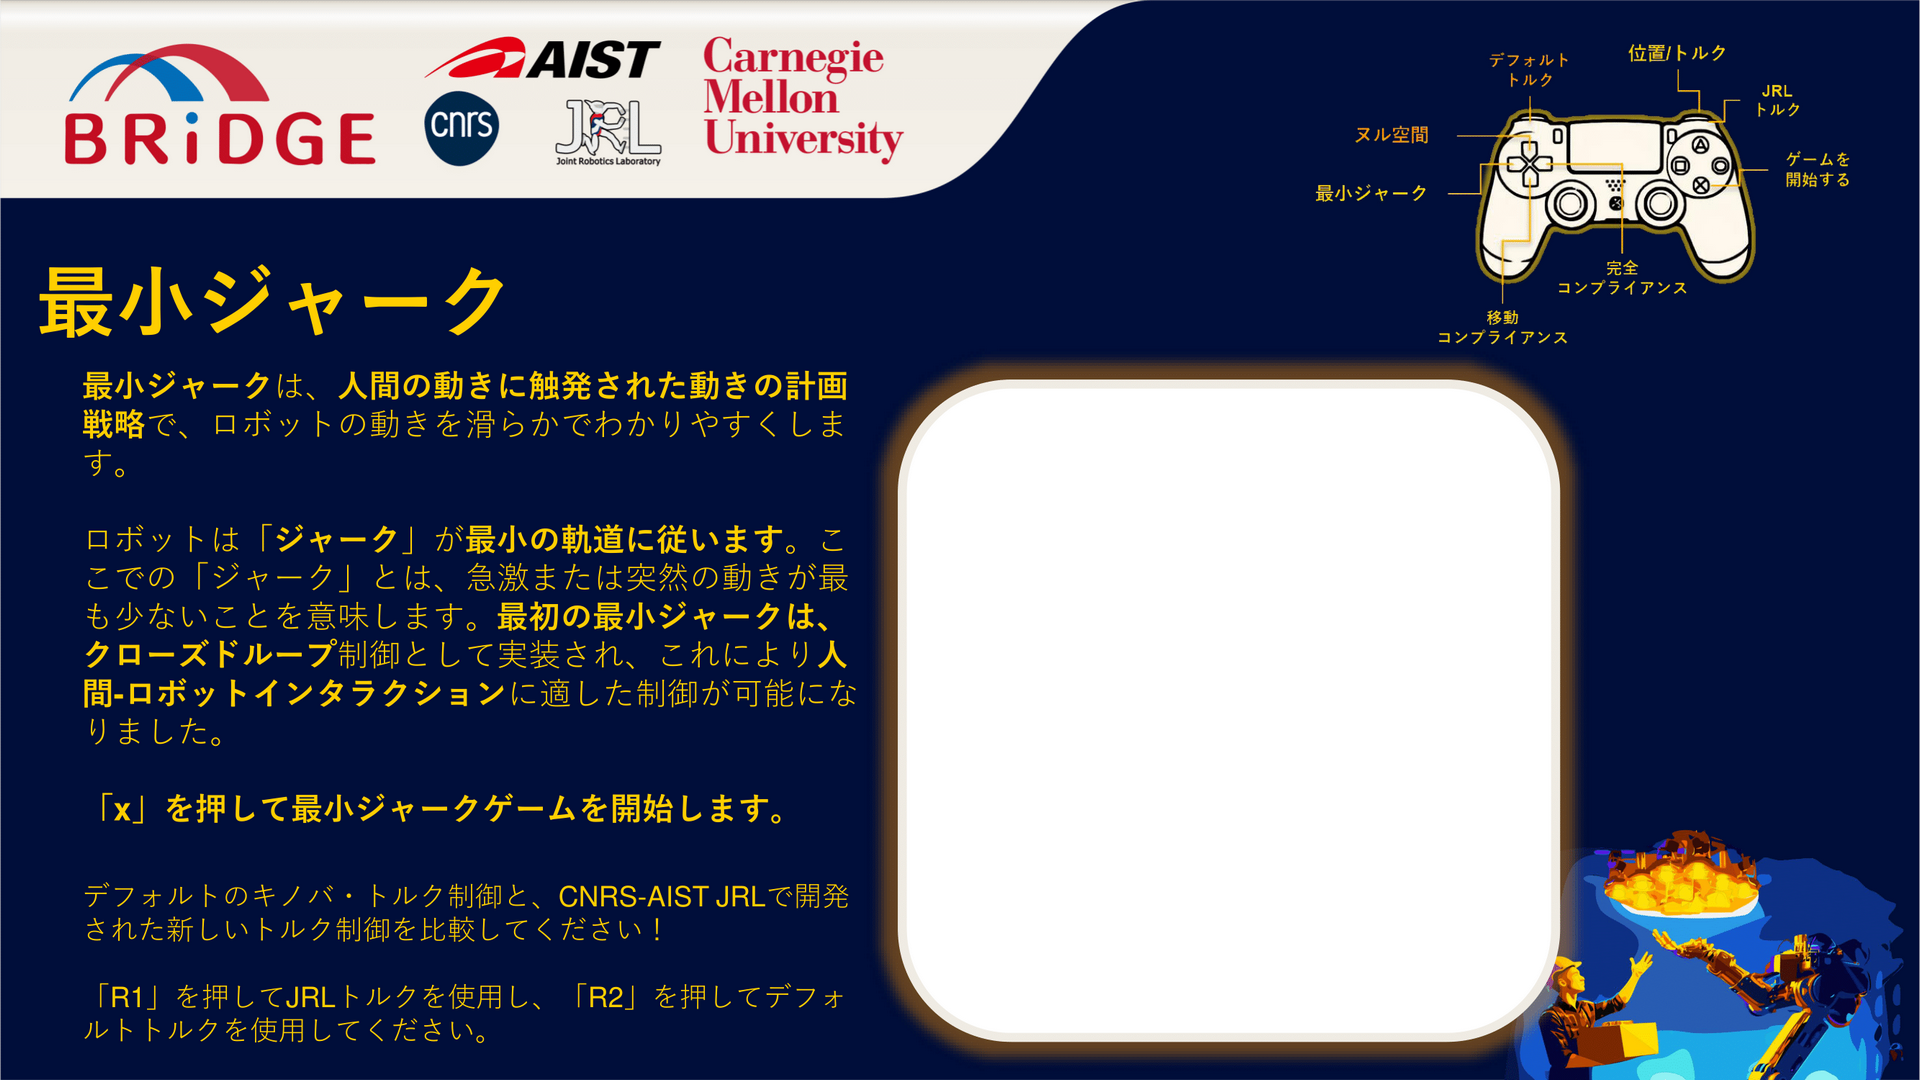 BRiDGE
AIST
cnrs
JRL
Joint Robotics Laboratory
Carnegie
Mellon
University
デフォルト
トルク
位置/トルク
JRL
トルク
ヌル空間
ゲームを
開始する
最小ジャーク
完全
コンプライアンス
移動
コンプライアンス
最小ジャーク
最小ジャークは、人間の動きに触発された動きの計画
戦略で、ロボットの動きを滑らかでわかりやすくしま
す。
ロボットは「ジャーク」が最小の軌道に従います。こ
こでの「ジャーク」とは、急激または突然の動きが最
も少ないことを意味します。最初の最小ジャークは、
クローズドループ制御として実装され、これにより人
間-ロボットインタラクションに適した制御が可能にな
りました。
「x」を押して最小ジャークゲームを開始します。
デフォルトのキノバ・トルク制御と、CNRS-AIST JRLで開発
された新しいトルク制御を比較してください！
「R1」を押してJRLトルクを使用し、「R2」を押してデフォ
ルトトルクを使用してください。